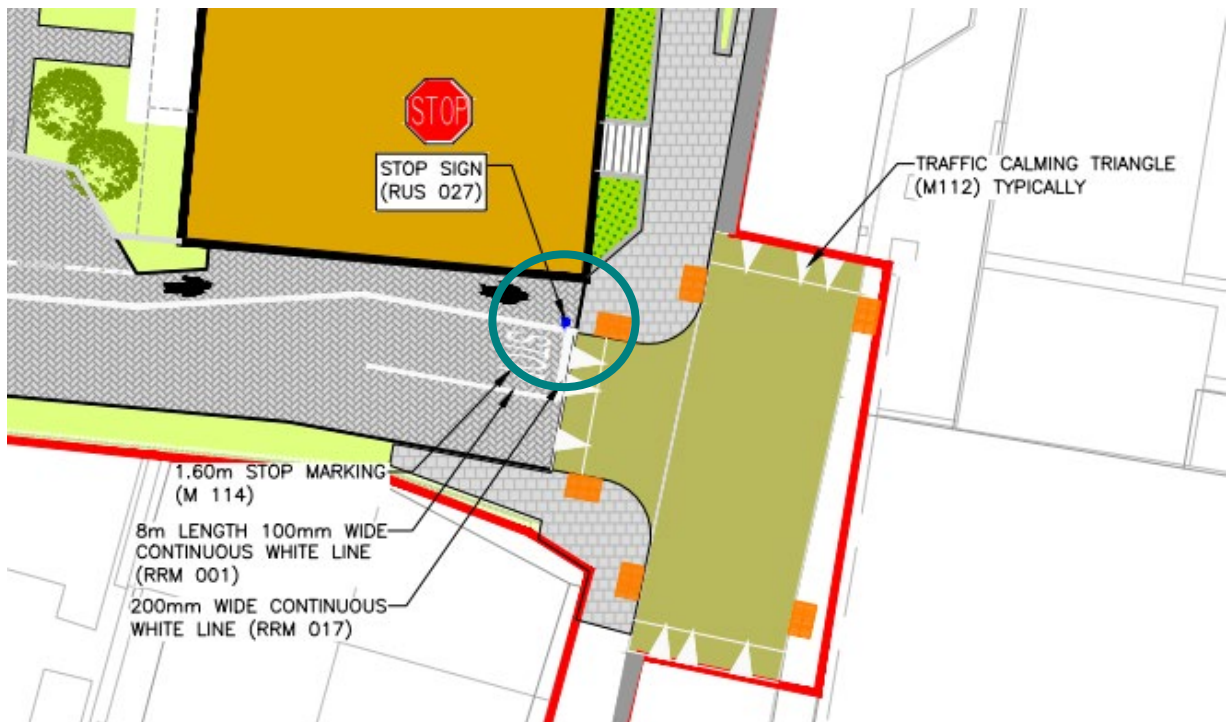 STOP
STOP SIGN
(RUS 027)
TRAFFIC CALMING TRIANGLE
(M112) TYPICALLY
STOP
1.60m STOP MARKING
(M 114)
8m LENGTH 100mm WIDE
CONTINUOUS WHITE LINE
(RRM 001)
200mm WIDE CONTINUOUS
WHITE LINE (RRM 017)